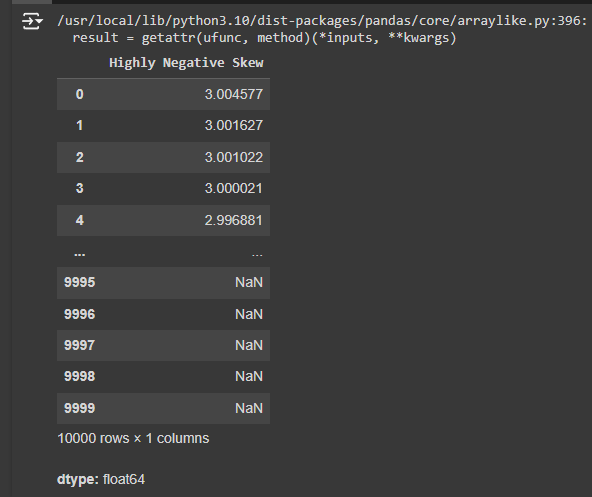 /usr/local/lib/python3.10/dist-packages/pandas/core/arraylike.py:396:
result = getattr(ufunc, method)(*inputs, **kwargs)
Highly Negative Skew
0 3.004577
1 3.001627
2 3.001022
3 3.000021
4 2.996881
... ...
9995 NaN
9996 NaN
9997 NaN
9998 NaN
9999 NaN
10000 rows × 1 columns
dtype: float64